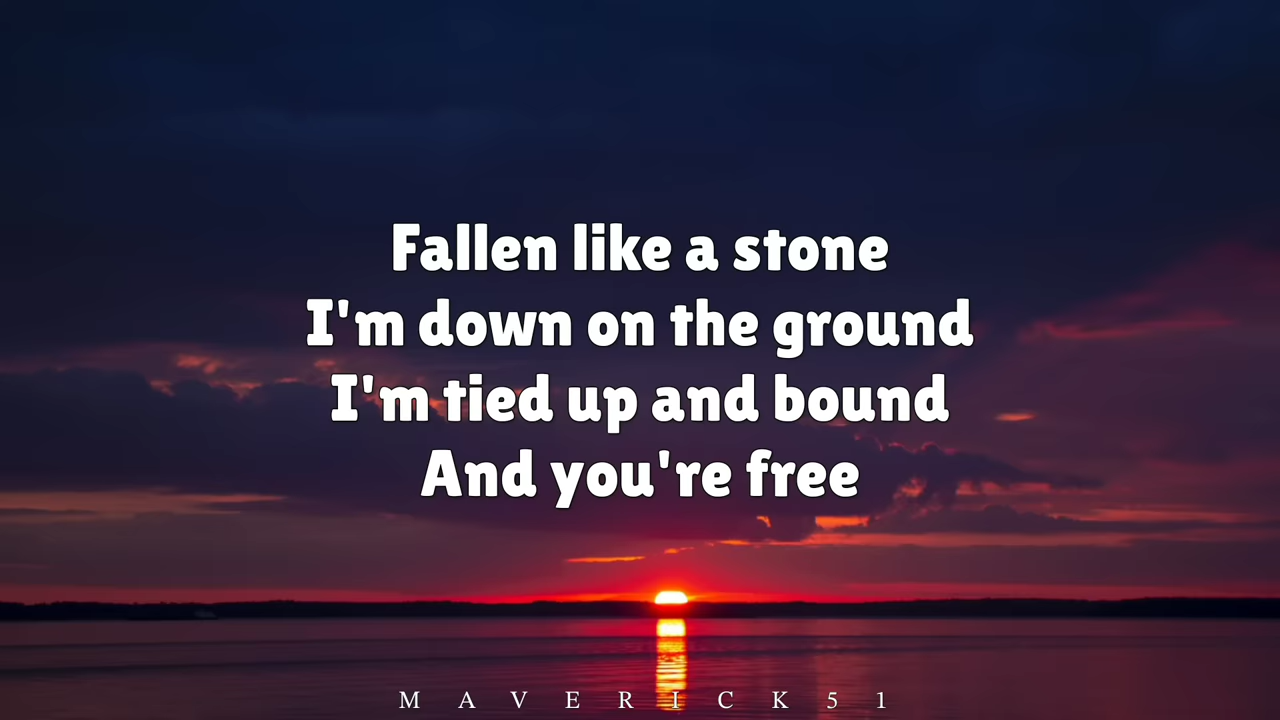 Fallen like a stone
I'm down on the ground
I'm tied up and bound
And you're free
MAVERICK51